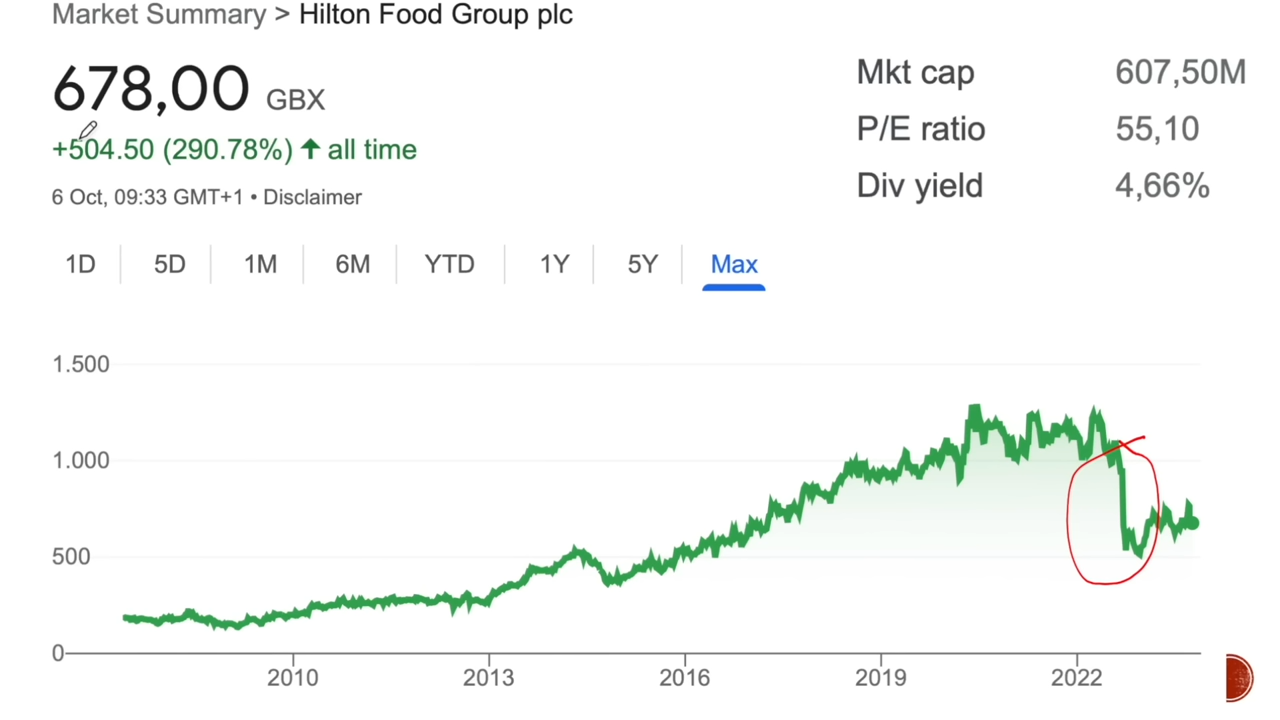 Market Summary > Hilton Food Group plc
678,00 GBX
+504.50 (290.78%) ↑ all time
6 Oct, 09:33 GMT+1 • Disclaimer
Mkt cap 607,50M
P/E ratio 55,10
Div yield 4,66%
1D 5D 1M 6M YTD 1Y 5Y Max
1.500
1.000
500
0
2010 2013 2016 2019 2022